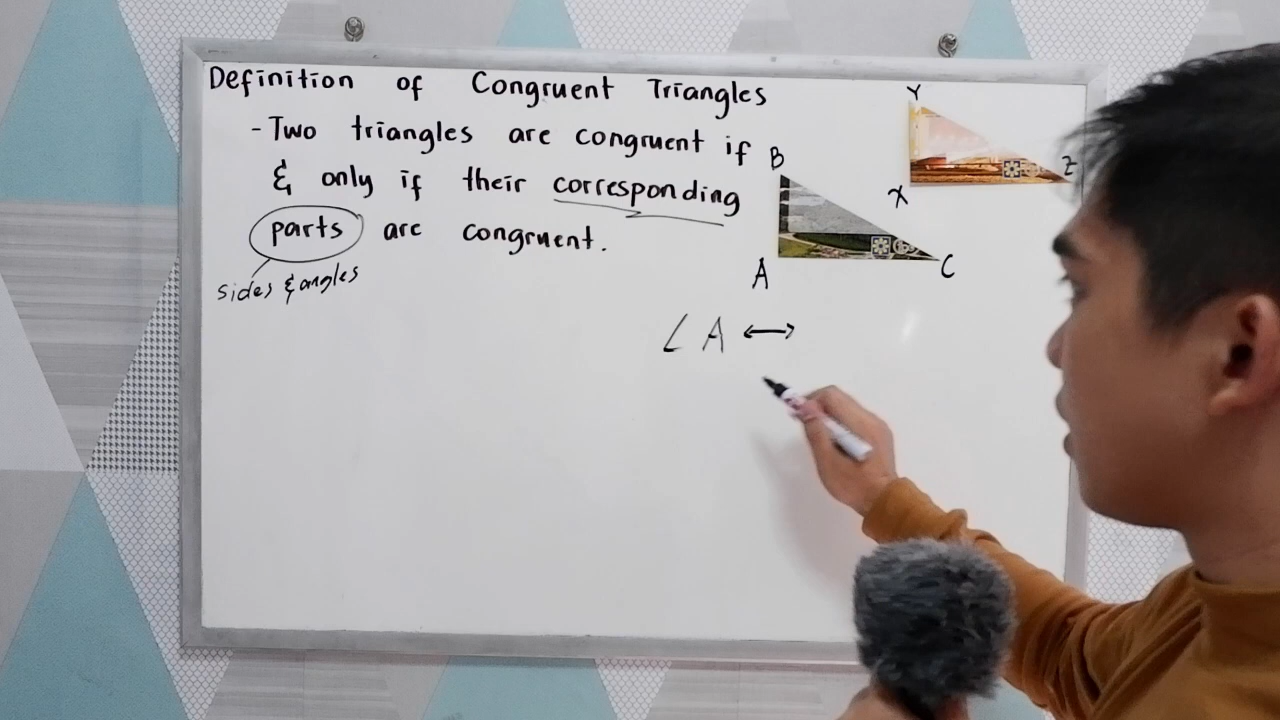 Definition of Congruent Triangles
- Two triangles are congruent if
& only if their corresponding
parts are congruent.
sides & angles
Y
X
Z
B
A
C
∠A ↔